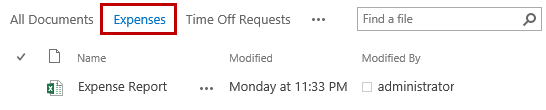 All Documents Expenses Time Off Requests ••• Find a file
Name Modified Modified By
Expense Report ••• Monday at 11:33 PM administrator